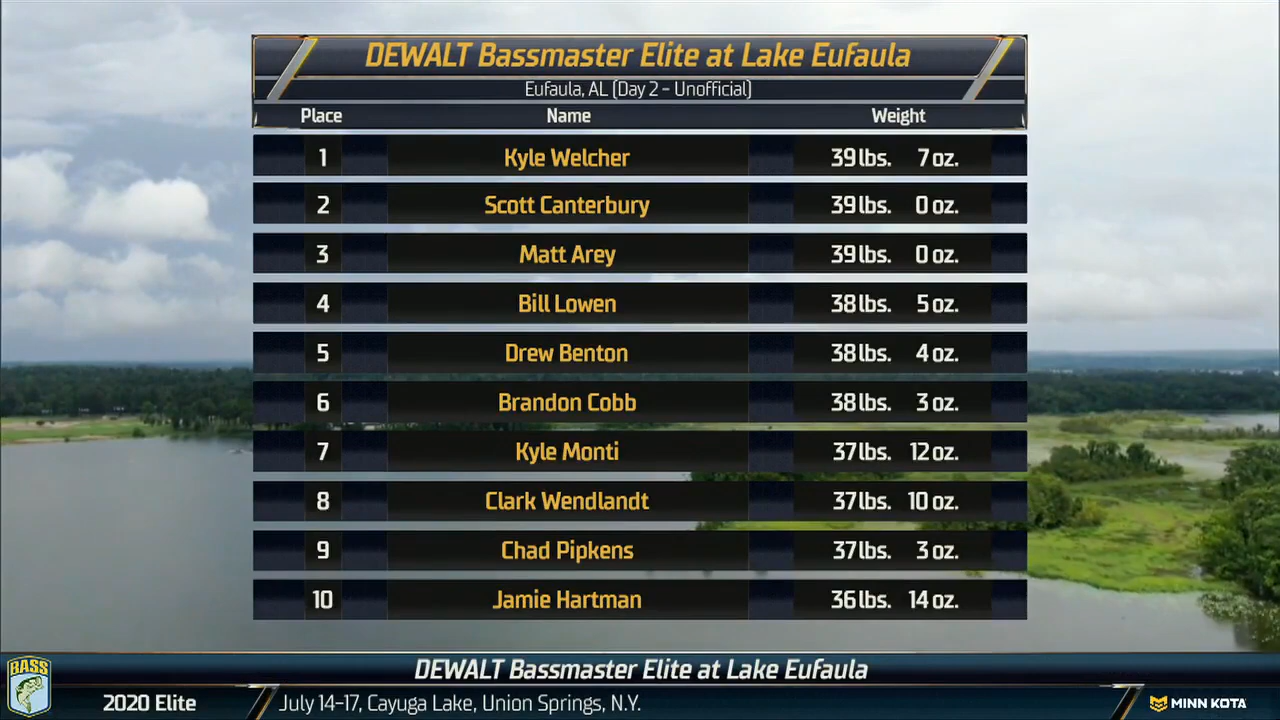 DEWALT Bassmaster Elite at Lake Eufaula
Eufaula, AL (Day 2 - Unofficial)
Place Name Weight
1 Kyle Welcher 39 lbs. 7 oz.
2 Scott Canterbury 39 lbs. 0 oz.
3 Matt Arey 39 lbs. 0 oz.
4 Bill Lowen 38 lbs. 5 oz.
5 Drew Benton 38 lbs. 4 oz.
6 Brandon Cobb 38 lbs. 3 oz.
7 Kyle Monti 37 lbs. 12 oz.
8 Clark Wendlandt 37 lbs. 10 oz.
9 Chad Pipkens 37 lbs. 3 oz.
10 Jamie Hartman 36 lbs. 14 oz.
BASS
DEWALT Bassmaster Elite at Lake Eufaula
2020 Elite July 14-17, Cayuga Lake, Union Springs, N.Y. MINN KOTA